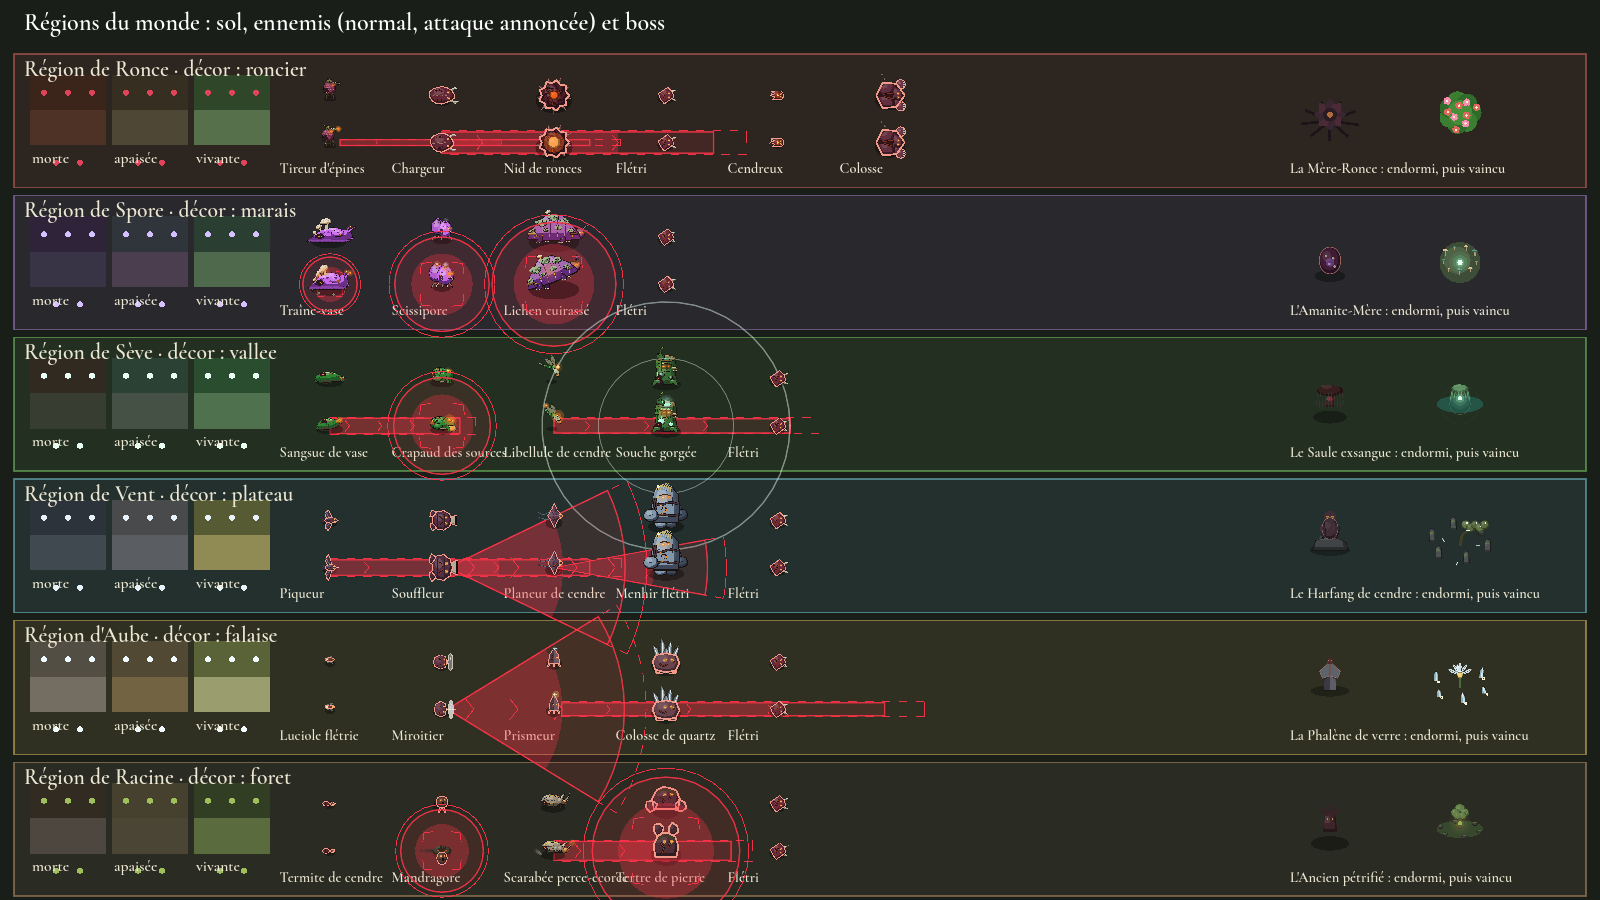 Régions du monde : sol, ennemis (normal, attaque annoncée) et boss
Région de Ronce · décor : roncier
morte apaisée vivante
Tireur d'épines Chargeur Nid de ronces Flétri Cendreux Colosse La Mère-Ronce : endormi, puis vaincu
Région de Spore · décor : marais
morte apaisée vivante
Traîne-vase Scissipore Lichen cuirassé Flétri L'Amanite-Mère : endormi, puis vaincu
Région de Sève · décor : vallee
morte apaisée vivante
Sangsue de vase Crapaud des sources Libellule de cendre Souche gorgée Flétri Le Saule exsangue : endormi, puis vaincu
Région de Vent · décor : plateau
morte apaisée vivante
Piqueur Souffleur Planeur de cendre Menhir flétri Flétri Le Harfang de cendre : endormi, puis vaincu
Région d'Aube · décor : falaise
morte apaisée vivante
Luciole flétrie Miroitier Prismeur Colosse de quartz Flétri La Phalène de verre : endormi, puis vaincu
Région de Racine · décor : foret
morte apaisée vivante
Termite de cendre Mandragore Scarabée perce-écorce Tertre de pierre Flétri L'Ancien pétrifié : endormi, puis vaincu